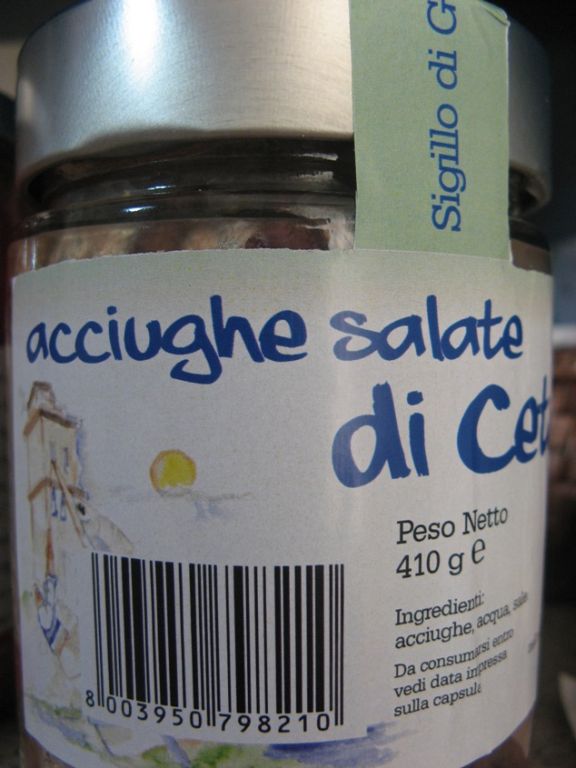 Sigillo di G
acciughe salate
di Cet
Peso Netto
410 g e
Ingredienti:
acciughe, acqua, sale
Da consumarsi entro
vedi data impressa
sulla capsula
8 003950 798210